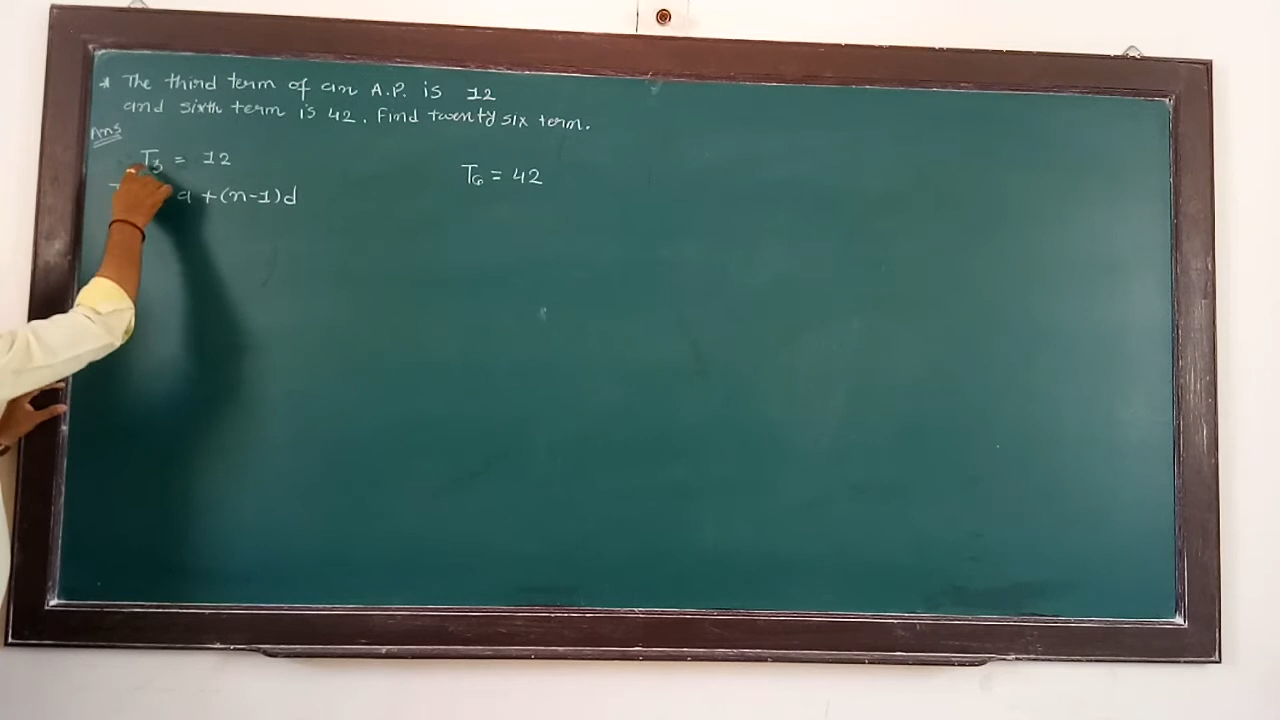 * The third term of an A.P. is 12
and sixth term is 42. Find twenty six term.
Ans
T₃ = 12
T₆ = 42
a + (n-1)d